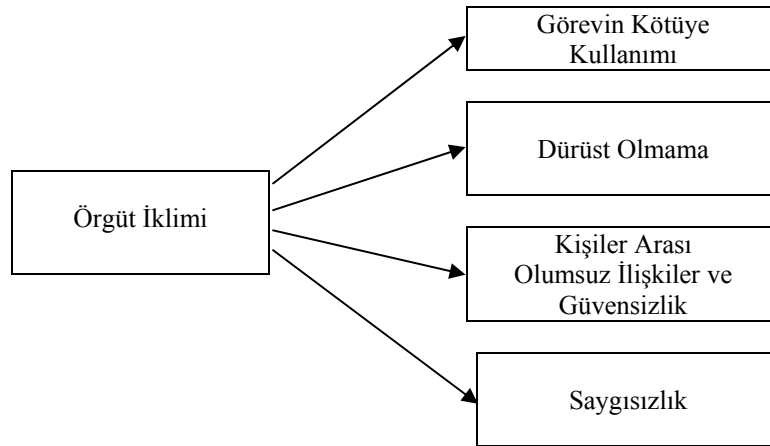 Görevin Kötüye
Kullanımı
Dürüst Olmama
Örgüt İklimi
Kişiler Arası
Olumsuz İlişkiler ve
Güvensizlik
Saygısızlık